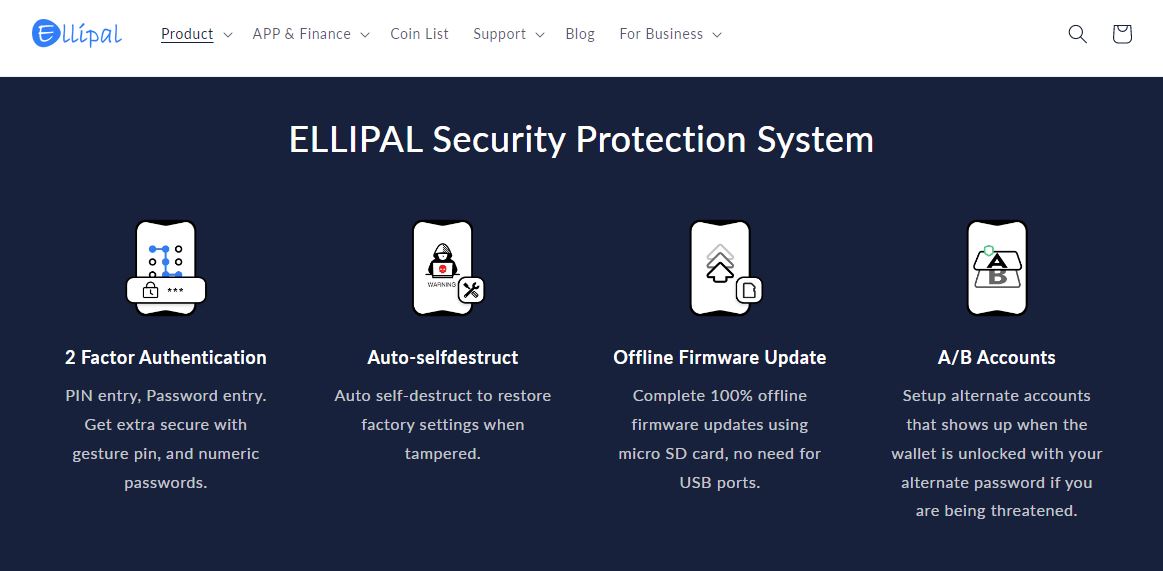 Ellipal
Product
APP & Finance
Coin List
Support
Blog
For Business
ELLIPAL Security Protection System
***
WARNING
A
B
2 Factor Authentication
PIN entry, Password entry.
Get extra secure with
gesture pin, and numeric
passwords.
Auto-selfdestruct
Auto self-destruct to restore
factory settings when
tampered.
Offline Firmware Update
Complete 100% offline
firmware updates using
micro SD card, no need for
USB ports.
A/B Accounts
Setup alternate accounts
that shows up when the
wallet is unlocked with your
alternate password if you
are being threatened.